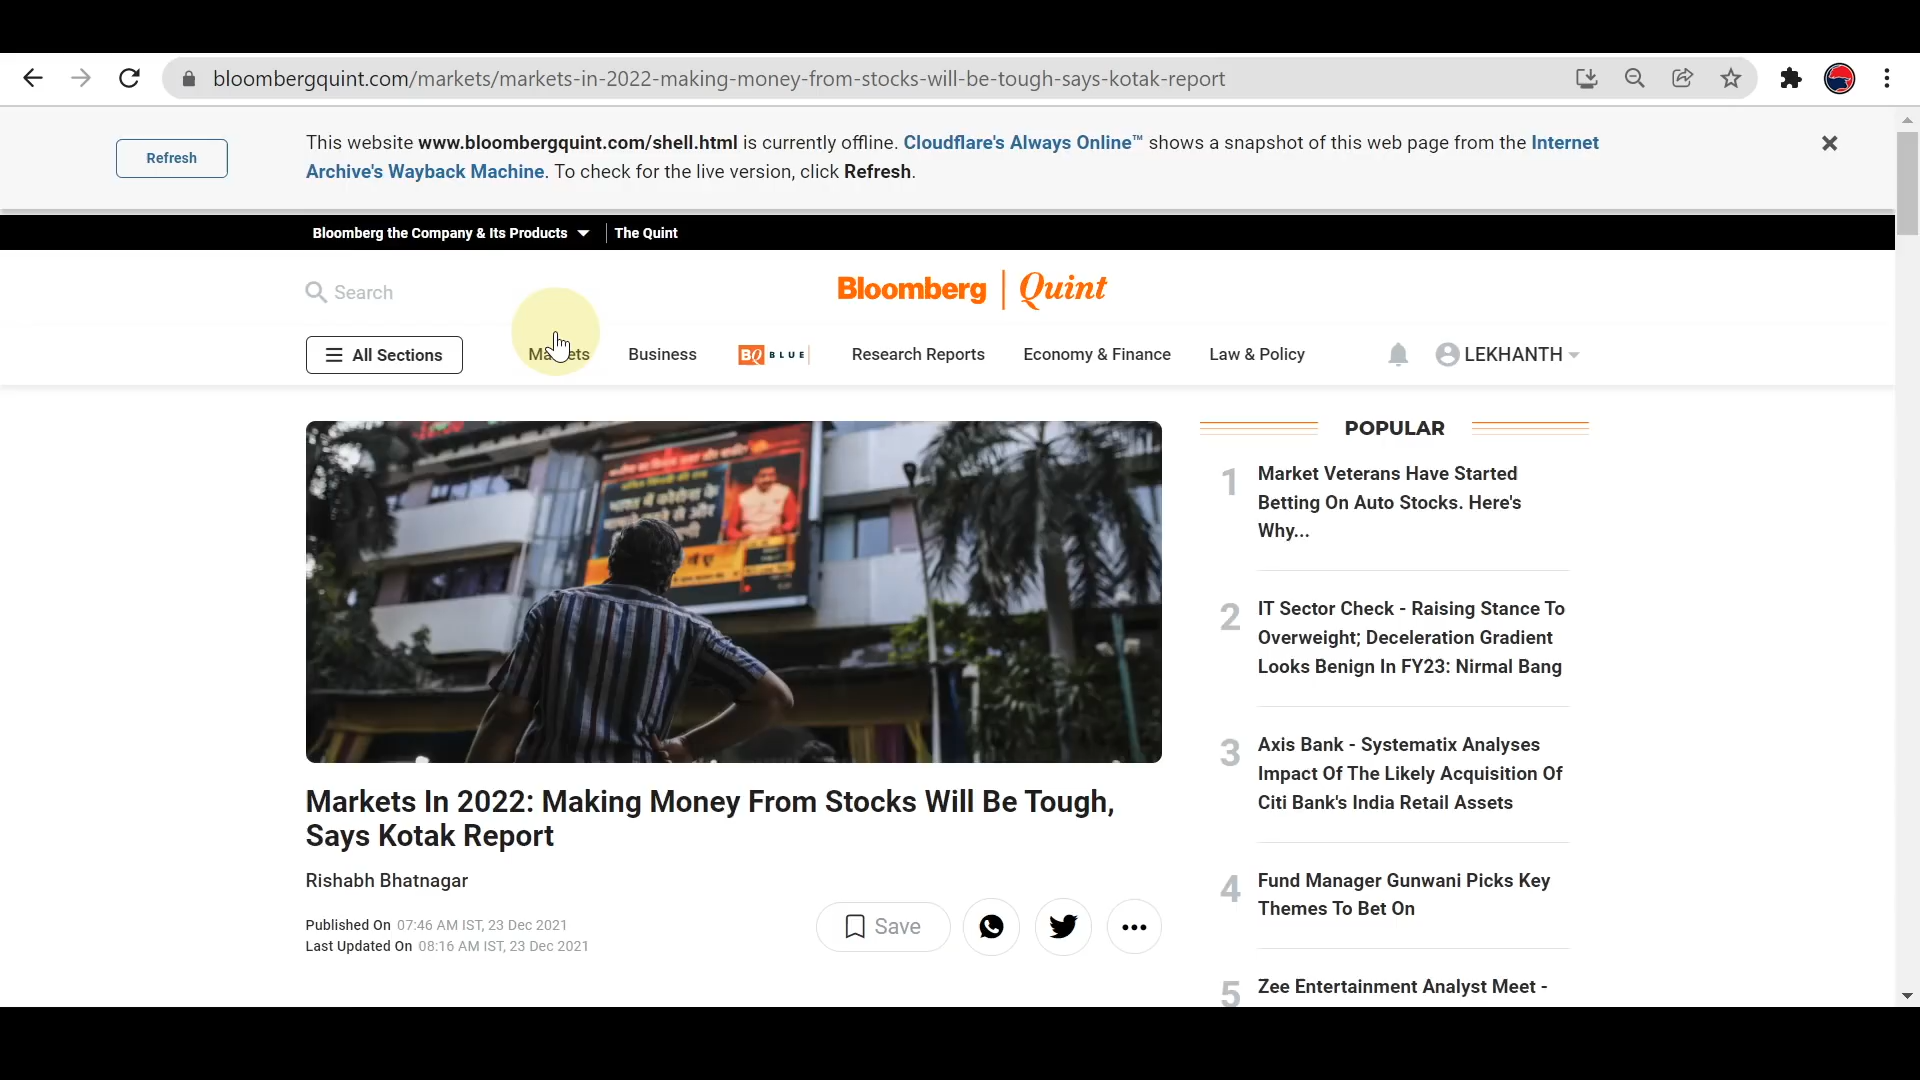 bloombergquint.com/markets/markets-in-2022-making-money-from-stocks-will-be-tough-says-kotak-report
Refresh
This website www.bloombergquint.com/shell.html is currently offline. Cloudflare's Always Online™ shows a snapshot of this web page from the Internet
Archive's Wayback Machine. To check for the live version, click Refresh.
Bloomberg the Company & Its Products
The Quint
Search
Bloomberg | Quint
All Sections
Markets
Business
BQ BLUE
Research Reports
Economy & Finance
Law & Policy
LEKHANTH
Markets In 2022: Making Money From Stocks Will Be Tough,
Says Kotak Report
Rishabh Bhatnagar
Published On 07:46 AM IST, 23 Dec 2021
Last Updated On 08:16 AM IST, 23 Dec 2021
Save
POPULAR
1
Market Veterans Have Started
Betting On Auto Stocks. Here's
Why...
2
IT Sector Check - Raising Stance To
Overweight; Deceleration Gradient
Looks Benign In FY23: Nirmal Bang
3
Axis Bank - Systematix Analyses
Impact Of The Likely Acquisition Of
Citi Bank's India Retail Assets
4
Fund Manager Gunwani Picks Key
Themes To Bet On
5
Zee Entertainment Analyst Meet -